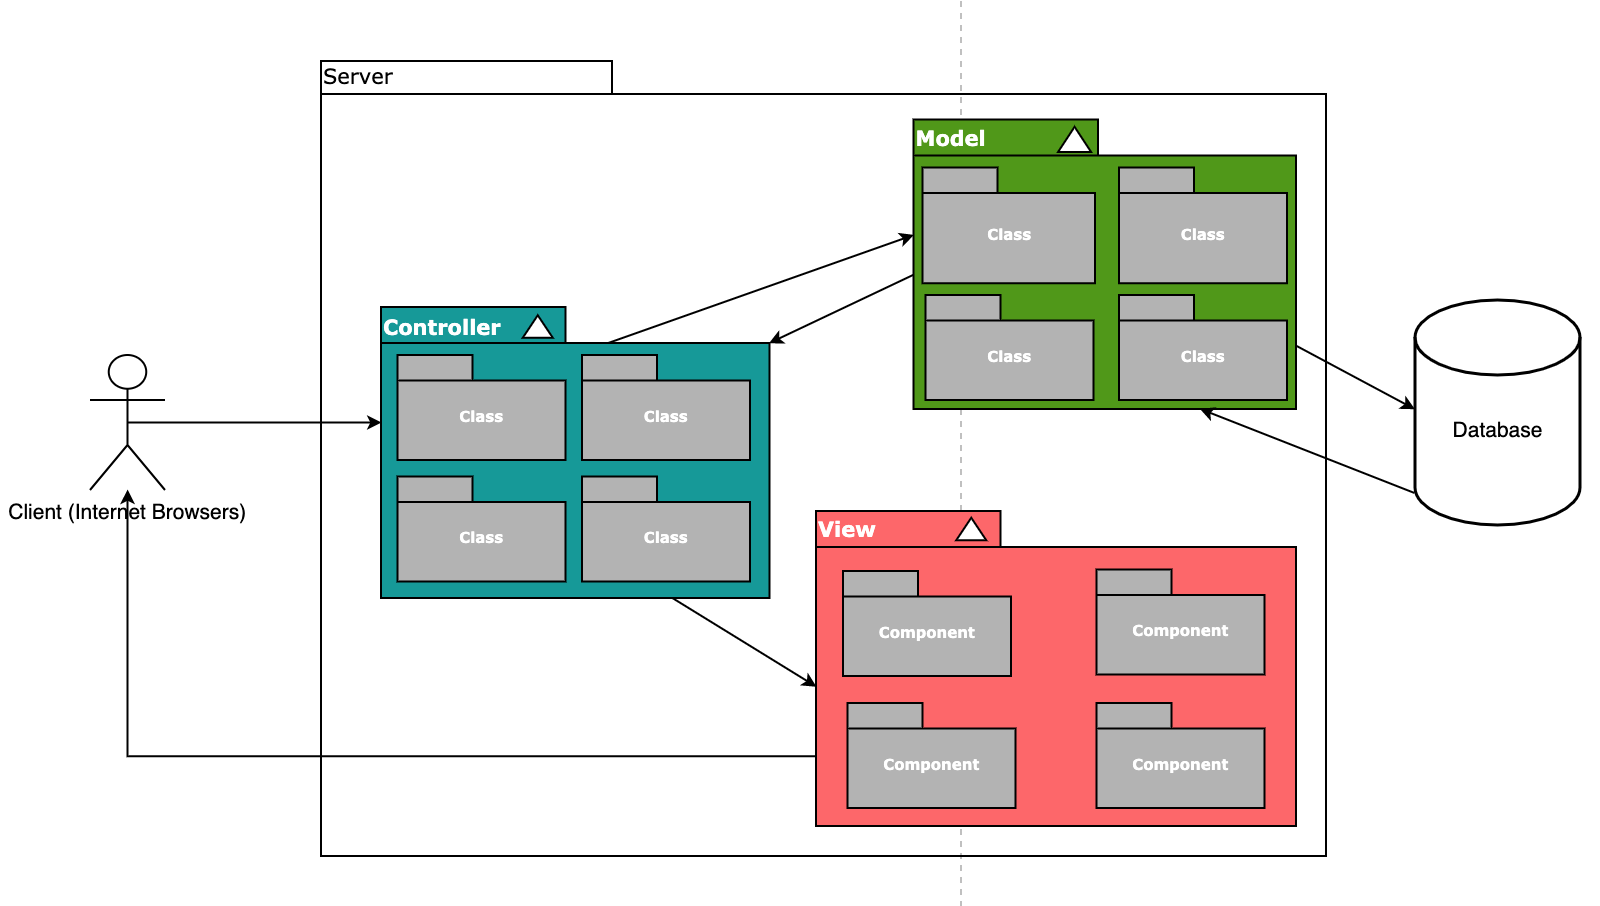 Server
Model
Class
Class
Class
Class
Controller
Class
Class
Class
Class
Client (Internet Browsers)
Database
View
Component
Component
Component
Component